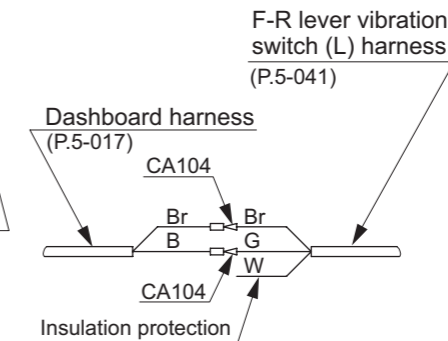 F-R lever vibration
switch (L) harness
(P.5-041)
Dashboard harness
(P.5-017)
CA104
Br Br
B G
W
CA104
Insulation protection